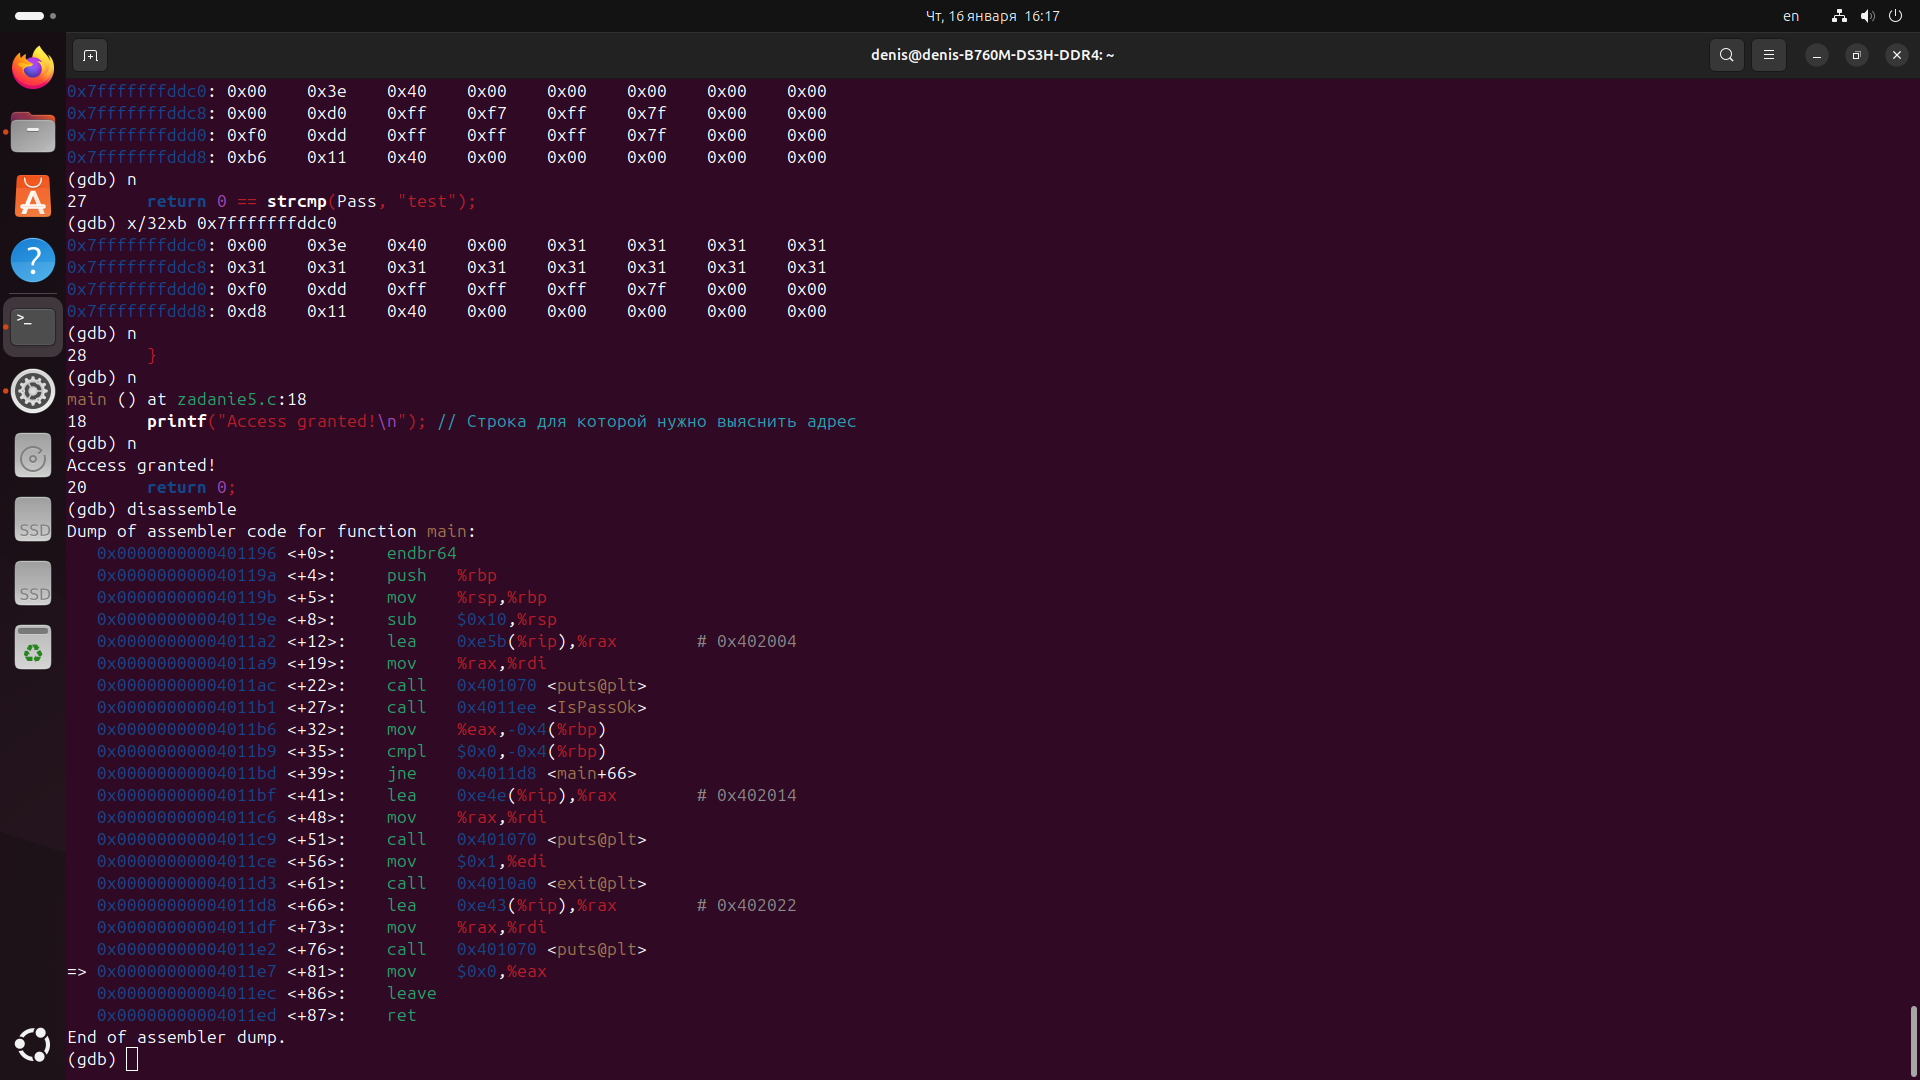 Чт, 16 января 16:17
en
denis@denis-B760M-DS3H-DDR4: ~
0x7fffffffddc0: 0x00 0x3e 0x40 0x00 0x00 0x00 0x00 0x00
0x7fffffffddc8: 0x00 0xd0 0xff 0xf7 0xff 0x7f 0x00 0x00
0x7fffffffddd0: 0xf0 0xdd 0xff 0xff 0xff 0x7f 0x00 0x00
0x7fffffffddd8: 0xb6 0x11 0x40 0x00 0x00 0x00 0x00 0x00
(gdb) n
27 return 0 == strcmp(Pass, "test");
(gdb) x/32xb 0x7fffffffddc0
0x7fffffffddc0: 0x00 0x3e 0x40 0x00 0x31 0x31 0x31 0x31
0x7fffffffddc8: 0x31 0x31 0x31 0x31 0x31 0x31 0x31 0x31
0x7fffffffddd0: 0xf0 0xdd 0xff 0xff 0xff 0x7f 0x00 0x00
0x7fffffffddd8: 0xd8 0x11 0x40 0x00 0x00 0x00 0x00 0x00
(gdb) n
28 }
(gdb) n
main () at zadanie5.c:18
18 printf("Access granted!\n"); // Строка для которой нужно выяснить адрес
(gdb) n
Access granted!
20 return 0;
(gdb) disassemble
Dump of assembler code for function main:
0x0000000000401196 <+0>: endbr64
0x000000000040119a <+4>: push %rbp
0x000000000040119b <+5>: mov %rsp,%rbp
0x000000000040119e <+8>: sub $0x10,%rsp
0x00000000004011a2 <+12>: lea 0xe5b(%rip),%rax # 0x402004
0x00000000004011a9 <+19>: mov %rax,%rdi
0x00000000004011ac <+22>: call 0x401070 <puts@plt>
0x00000000004011b1 <+27>: call 0x4011ee <IsPassOk>
0x00000000004011b6 <+32>: mov %eax,-0x4(%rbp)
0x00000000004011b9 <+35>: cmpl $0x0,-0x4(%rbp)
0x00000000004011bd <+39>: jne 0x4011d8 <main+66>
0x00000000004011bf <+41>: lea 0xe4e(%rip),%rax # 0x402014
0x00000000004011c6 <+48>: mov %rax,%rdi
0x00000000004011c9 <+51>: call 0x401070 <puts@plt>
0x00000000004011ce <+56>: mov $0x1,%edi
0x00000000004011d3 <+61>: call 0x4010a0 <exit@plt>
0x00000000004011d8 <+66>: lea 0xe43(%rip),%rax # 0x402022
0x00000000004011df <+73>: mov %rax,%rdi
0x00000000004011e2 <+76>: call 0x401070 <puts@plt>
=> 0x00000000004011e7 <+81>: mov $0x0,%eax
0x00000000004011ec <+86>: leave
0x00000000004011ed <+87>: ret
End of assembler dump.
(gdb)
SSD
SSD